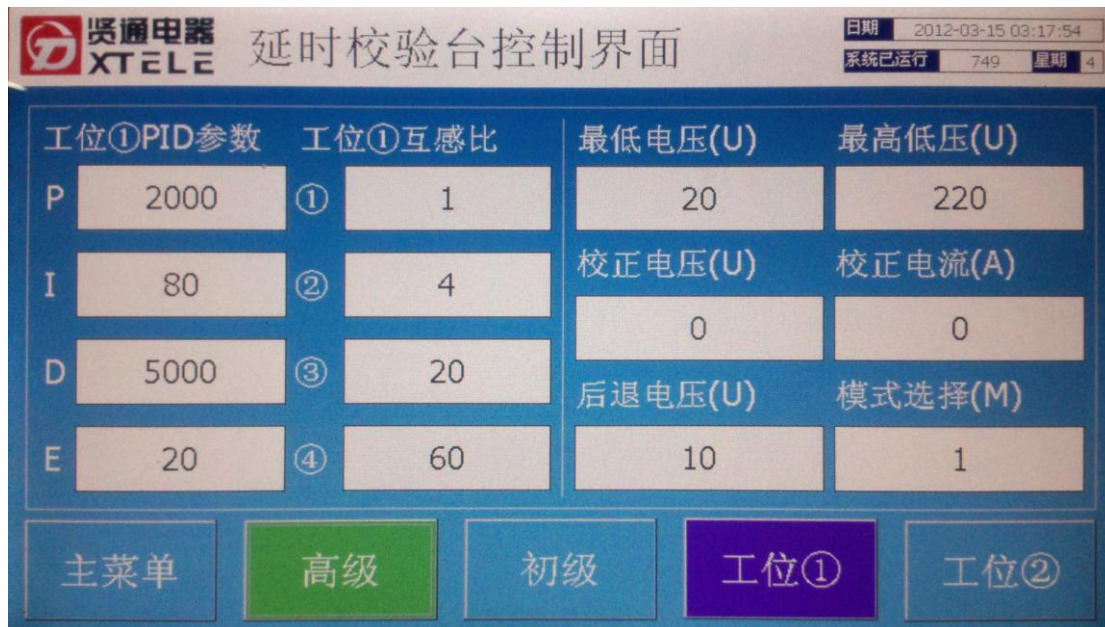 贤通电器
XTELE
延时校验台控制界面
日期 2012-03-15 03:17:54
系统已运行 749 星期 4
工位①PID参数 工位①互感比 最低电压(U) 最高低压(U)
P 2000 ① 1 20 220
I 80 ② 4
校正电压(U) 校正电流(A)
0 0
D 5000 ③ 20
后退电压(U) 模式选择(M)
E 20 ④ 60 10 1
主菜单 高级 初级 工位① 工位②